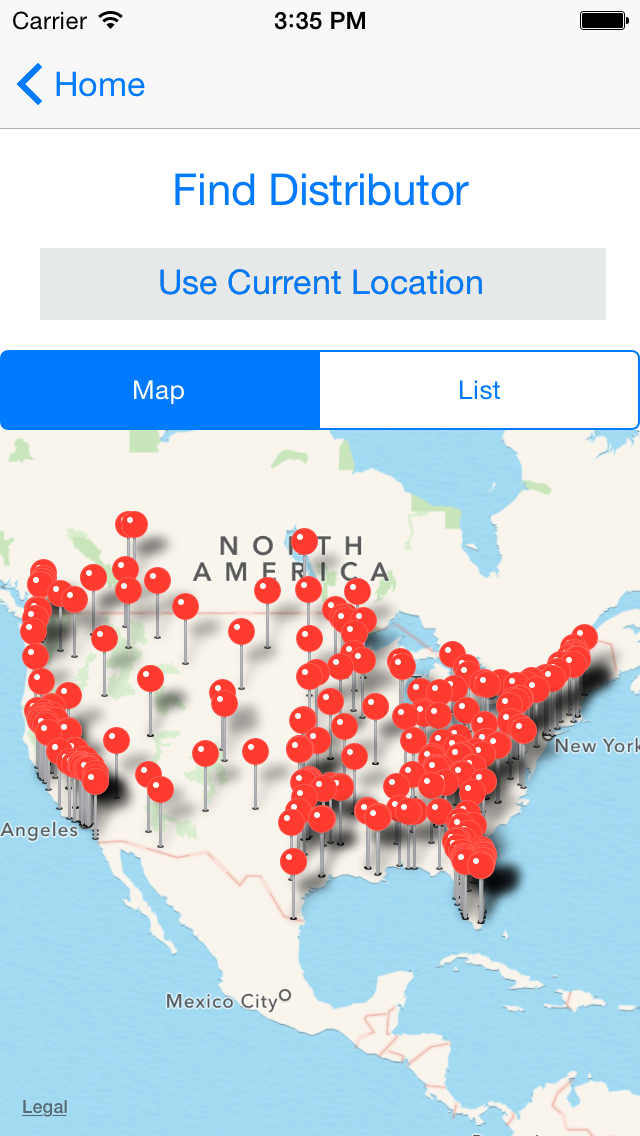 Carrier 3:35 PM
Home
Find Distributor
Use Current Location
Map List
NORTH
AMERICA
New York
Angeles
Mexico City
Legal